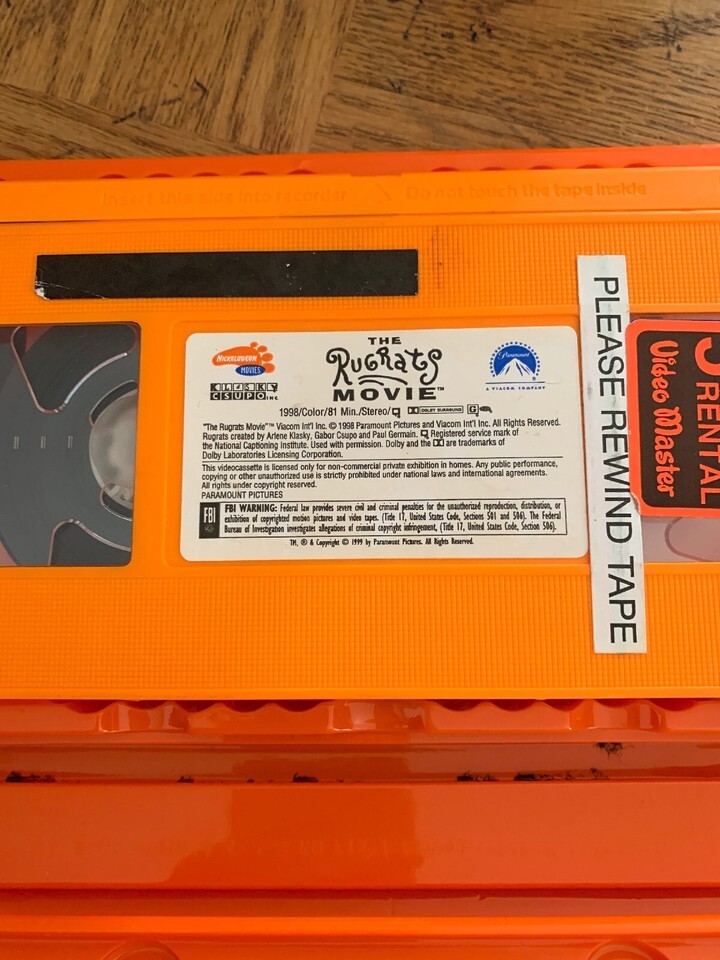 Insert this side into recorder Do not touch the tape inside
NICKELODEON
MOVIES
KLASKY
CSUPO INC.
THE
RUGRATS
MOVIE™
Paramount
A VIACOM COMPANY
1998/Color/81 Min./Stereo/ DOLBY SURROUND G
"The Rugrats Movie"™ Viacom Int'l Inc. © 1998 Paramount Pictures and Viacom Int'l Inc. All Rights Reserved.
Rugrats created by Arlene Klasky, Gabor Csupo and Paul Germain. Registered service mark of
the National Captioning Institute. Used with permission. Dolby and the are trademarks of
Dolby Laboratories Licensing Corporation.
This videocassette is licensed only for non-commercial private exhibition in homes. Any public performance,
copying or other unauthorized use is strictly prohibited under national laws and international agreements.
All rights under copyright reserved.
PARAMOUNT PICTURES
FBI
FBI WARNING: Federal law provides severe civil and criminal penalties for the unauthorized reproduction, distribution, or
exhibition of copyrighted motion pictures and video tapes. (Title 17, United States Code, Sections 501 and 506). The Federal
Bureau of Investigation investigates allegations of criminal copyright infringement, (Title 17, United States Code, Section 506).
TM, ® & Copyright © 1999 by Paramount Pictures. All Rights Reserved.
PLEASE REWIND TAPE
RENTAL
Video Master